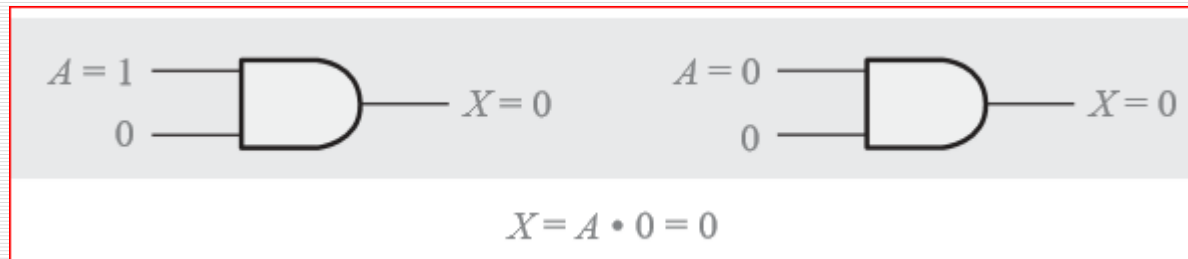 A = 1
0
X = 0
A = 0
0
X = 0
X = A • 0 = 0